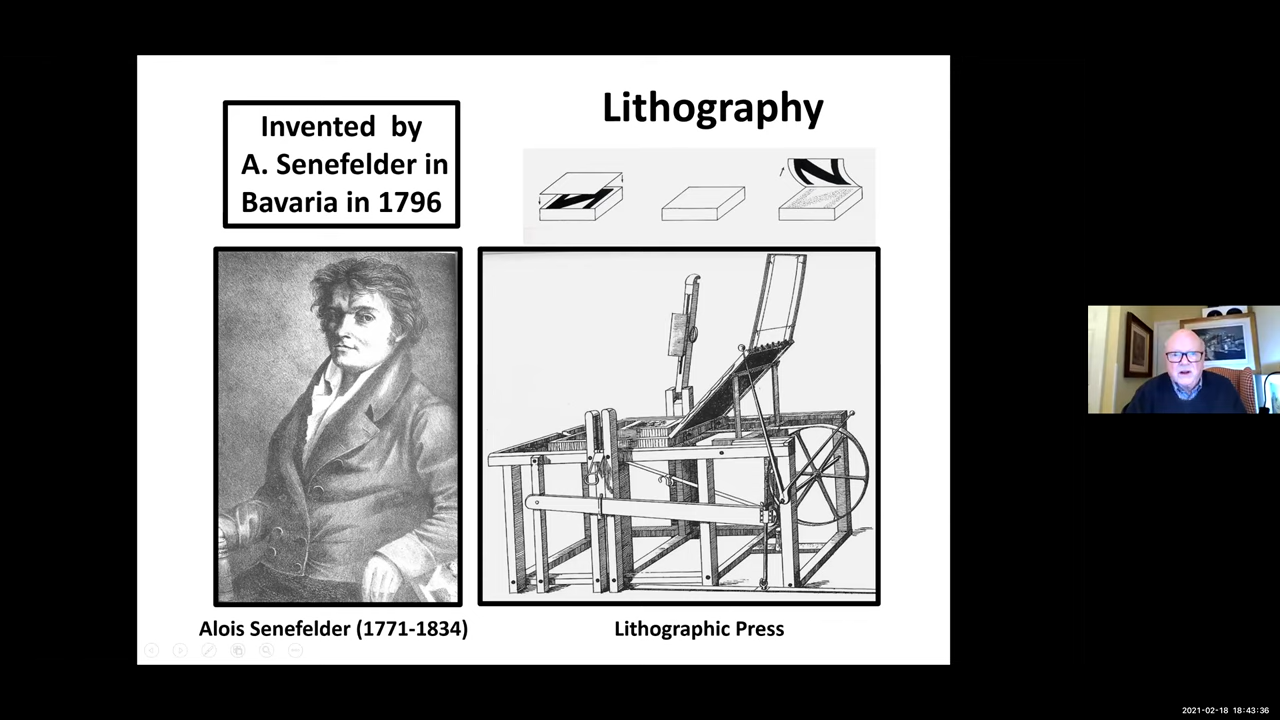 Lithography
Invented by
A. Senefelder in
Bavaria in 1796
Alois Senefelder (1771-1834)
Lithographic Press
2021-02-18 18:43:36